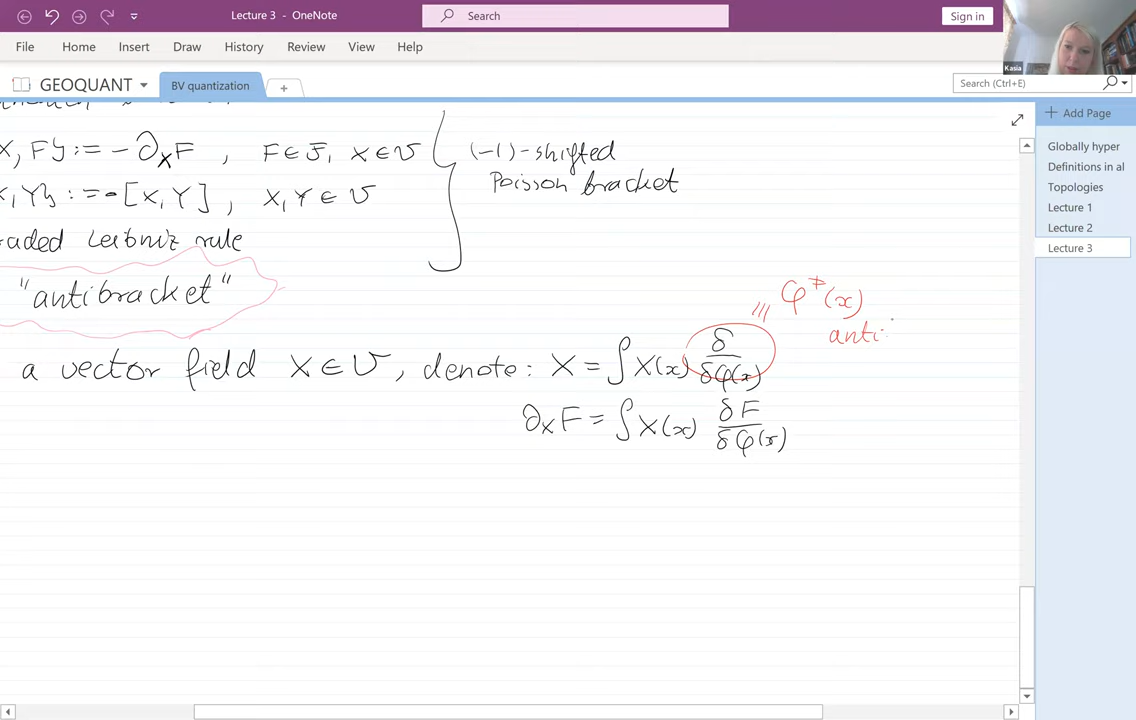 Lecture 3 - OneNote
Search
Sign in
File Home Insert Draw History Review View Help
Kasia
GEOQUANT
BV quantization
Search (Ctrl+E)
Add Page
Globally hyper
Definitions in al
Topologies
Lecture 1
Lecture 2
Lecture 3
X, F} := -∂_X F , F ∈ F, X ∈ V
(-1)-shifted
Poisson bracket
X, Y} := -[X, Y] , X, Y ∈ V
raded Leibniz rule
"antibracket"
φ‡(x)
anti
a vector field X ∈ V, denote: X = ∫ X(x) δ/δφ(x)
∂_X F = ∫ X(x) δF/δφ(x)